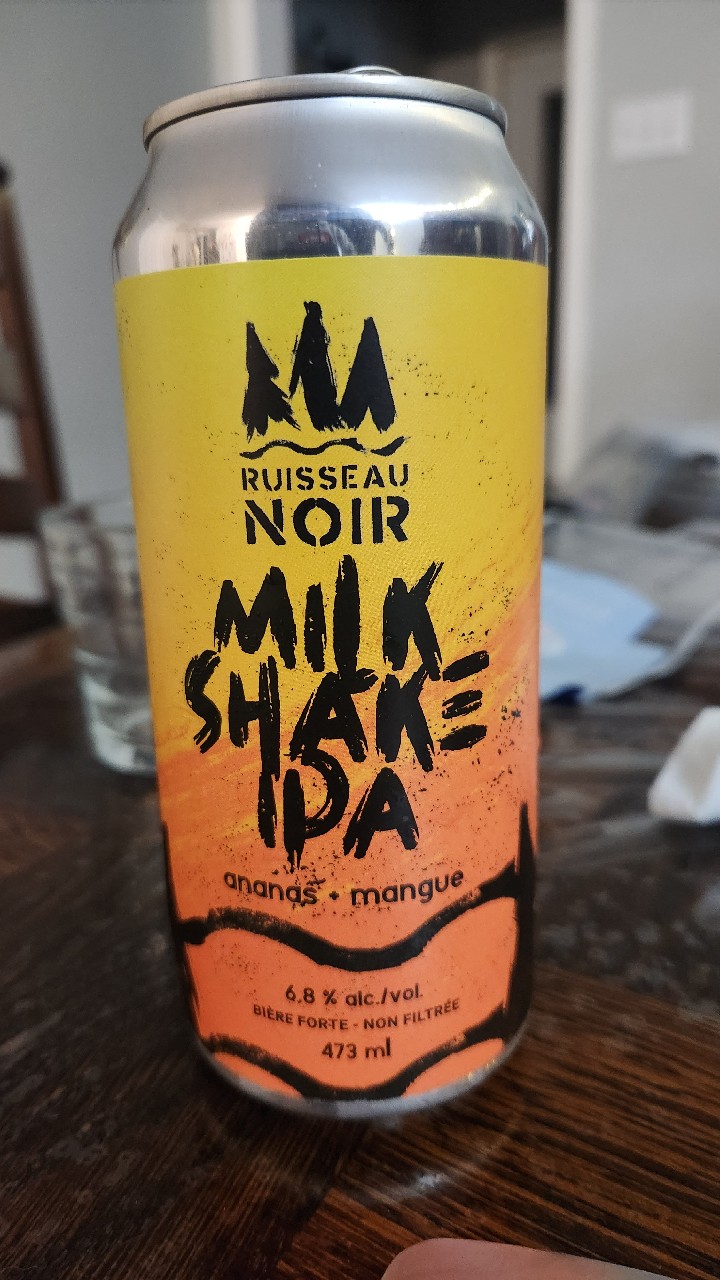 RUISSEAU
NOIR
MILK
SHAKE
IPA
ananas + mangue
6,8 % alc./vol.
BIÈRE FORTE - NON FILTRÉE
473 ml